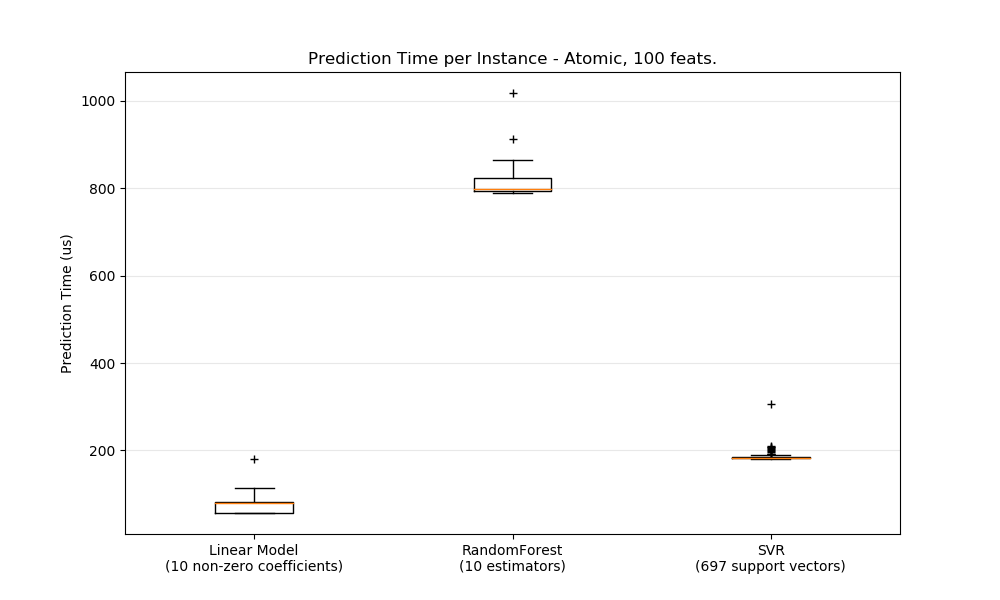 Prediction Time per Instance - Atomic, 100 feats.
1000
800
600
400
200
Prediction Time (us)
Linear Model
(10 non-zero coefficients)
RandomForest
(10 estimators)
SVR
(697 support vectors)